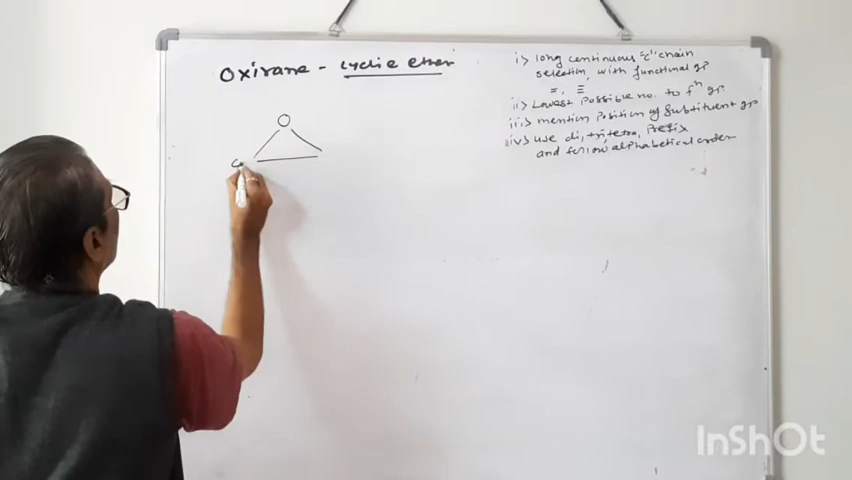 Oxirane - cyclic ether
i> long continuous "C" chain
selection, with functional gp
=, ≡
ii> Lowest possible no. to fⁿ gp.
iii> mention position of substituent gp
iv> use di, tri, tetra, prefix
and follow alphabetical order
O
C
InShOt